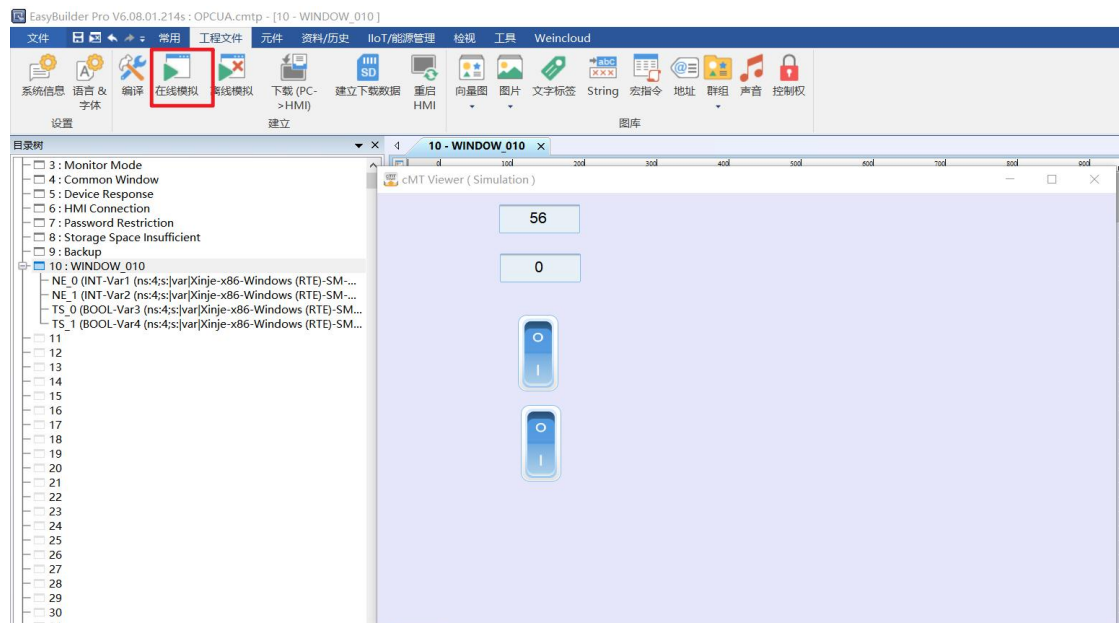 EasyBuilder Pro V6.08.01.214s : OPCUA.cmtp - [10 - WINDOW_010 ]
文件 常用 工程文件 元件 资料/历史 IIoT/能源管理 检视 工具 Weincloud
系统信息 语言 & 字体 编译 在线模拟 离线模拟 下载 (PC->HMI) 建立下载数据 重启 HMI 向量图 图片 文字标签 String 宏指令 地址 群组 声音 控制权
设置 建立 图库
目录树
10 - WINDOW_010
0 100 200 300 400 500 600 700 800 900
3 : Monitor Mode
4 : Common Window
5 : Device Response
6 : HMI Connection
7 : Password Restriction
8 : Storage Space Insufficient
9 : Backup
10 : WINDOW_010
NE_0 (INT-Var1 (ns:4;s:|var|Xinje-x86-Windows (RTE)-SM-...
NE_1 (INT-Var2 (ns:4;s:|var|Xinje-x86-Windows (RTE)-SM-...
TS_0 (BOOL-Var3 (ns:4;s:|var|Xinje-x86-Windows (RTE)-SM...
TS_1 (BOOL-Var4 (ns:4;s:|var|Xinje-x86-Windows (RTE)-SM...
11
12
13
14
15
16
17
18
19
20
21
22
23
24
25
26
27
28
29
30
cMT Viewer ( Simulation )
56
0
O
I
O
I